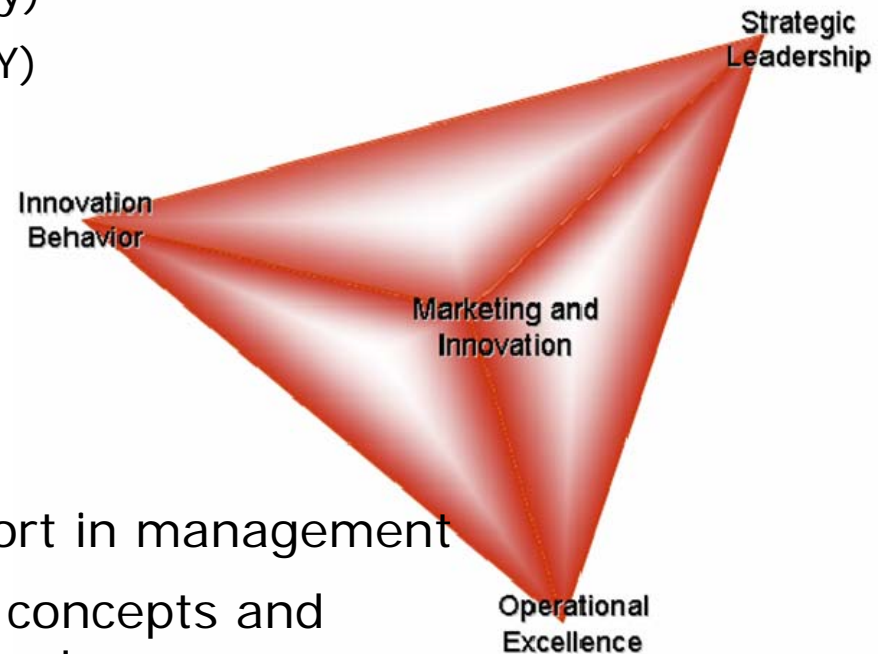 Y)
Strategic
Leadership
Innovation
Behavior
Marketing and
Innovation
ort in management
concepts and
Operational
Excellence